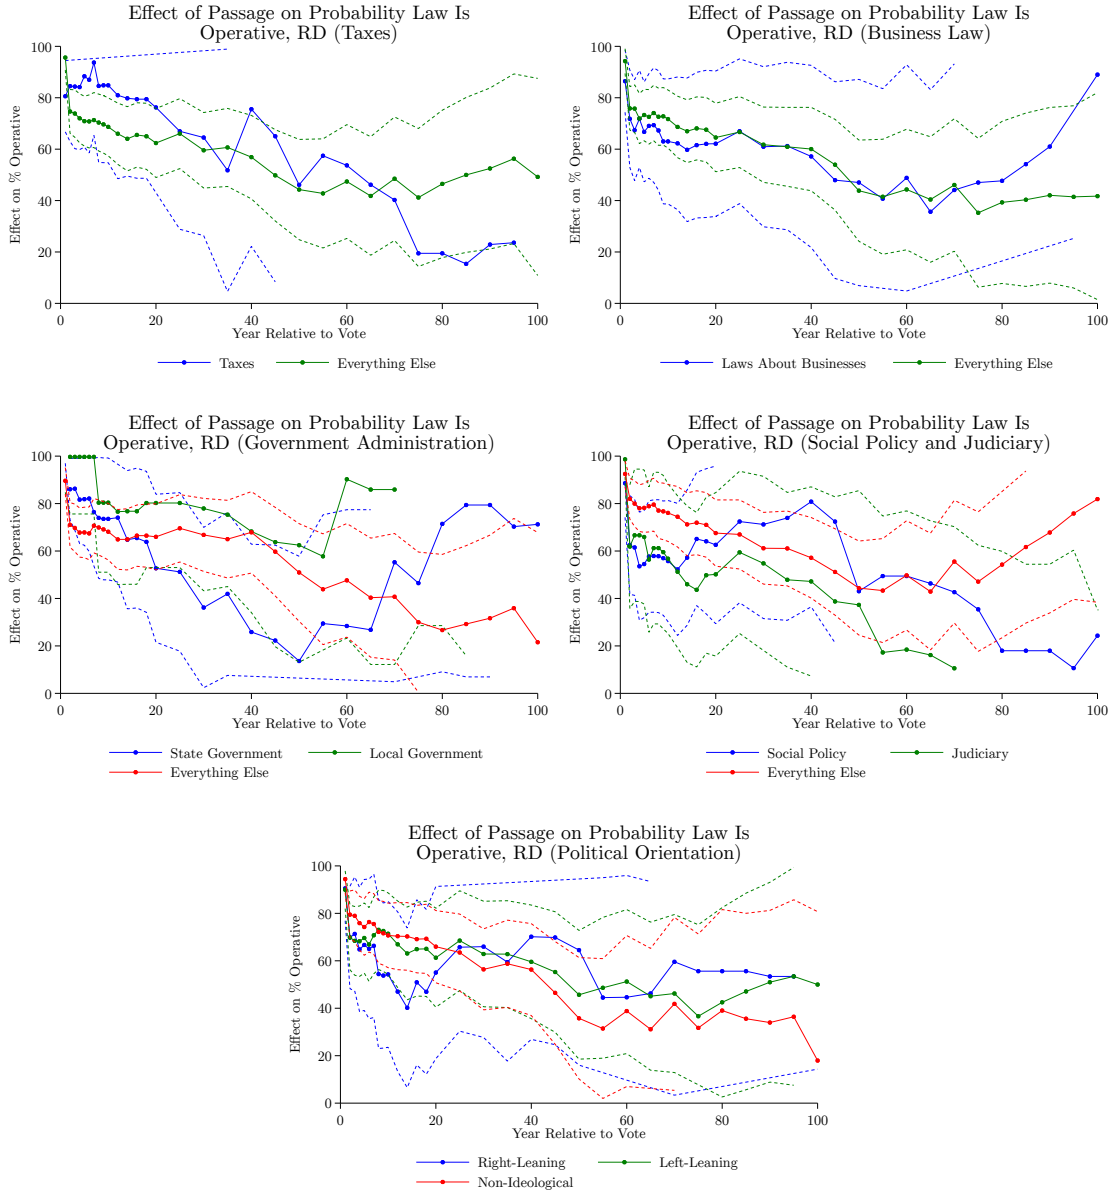 Effect of Passage on Probability Law Is
Operative, RD (Taxes)
Effect on % Operative
100
80
60
40
20
0
0 20 40 60 80 100
Year Relative to Vote
Taxes Everything Else
Effect of Passage on Probability Law Is
Operative, RD (Business Law)
Effect on % Operative
100
80
60
40
20
0
0 20 40 60 80 100
Year Relative to Vote
Laws About Businesses Everything Else
Effect of Passage on Probability Law Is
Operative, RD (Government Administration)
Effect on % Operative
100
80
60
40
20
0
0 20 40 60 80 100
Year Relative to Vote
State Government Local Government
Everything Else
Effect of Passage on Probability Law Is
Operative, RD (Social Policy and Judiciary)
Effect on % Operative
100
80
60
40
20
0
0 20 40 60 80 100
Year Relative to Vote
Social Policy Judiciary
Everything Else
Effect of Passage on Probability Law Is
Operative, RD (Political Orientation)
Effect on % Operative
100
80
60
40
20
0
0 20 40 60 80 100
Year Relative to Vote
Right-Leaning Left-Leaning
Non-Ideological